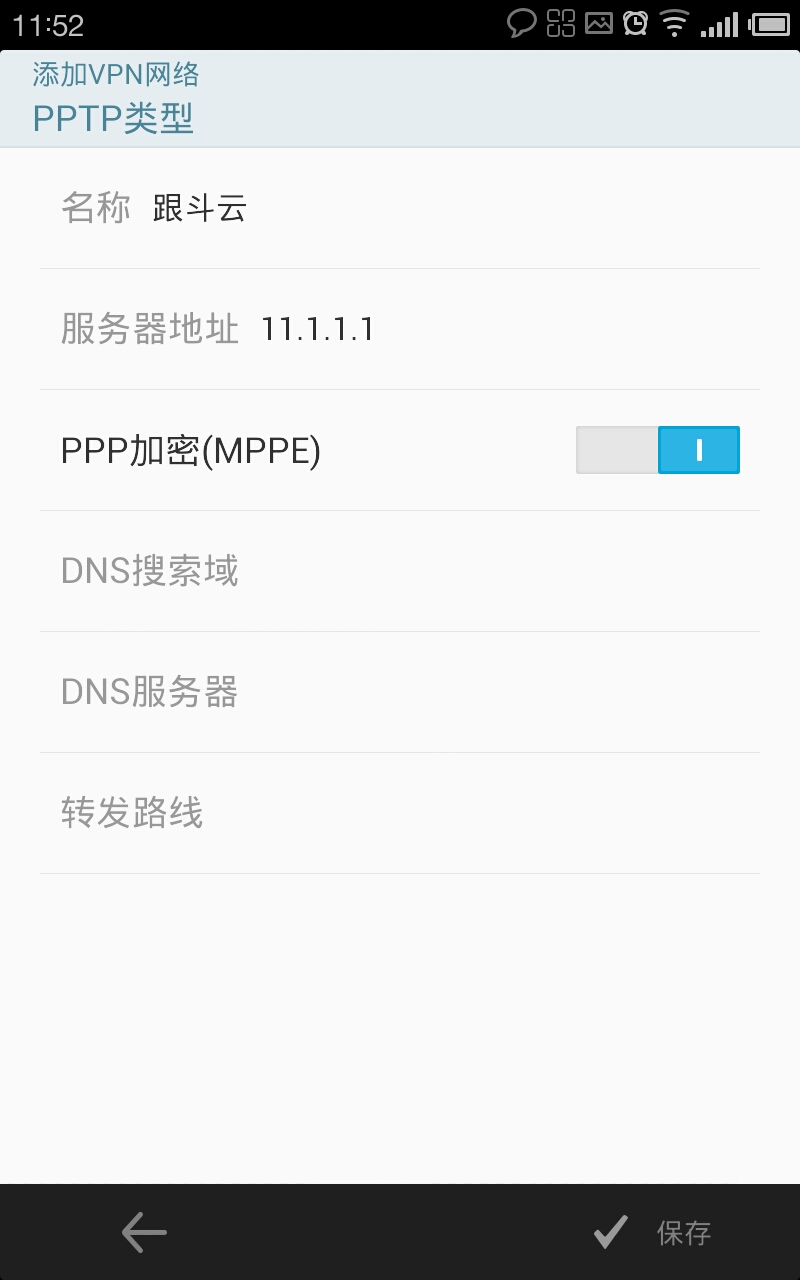 11:52
添加VPN网络
PPTP类型
名称 跟斗云
服务器地址 11.1.1.1
PPP加密(MPPE)
DNS搜索域
DNS服务器
转发路线
保存